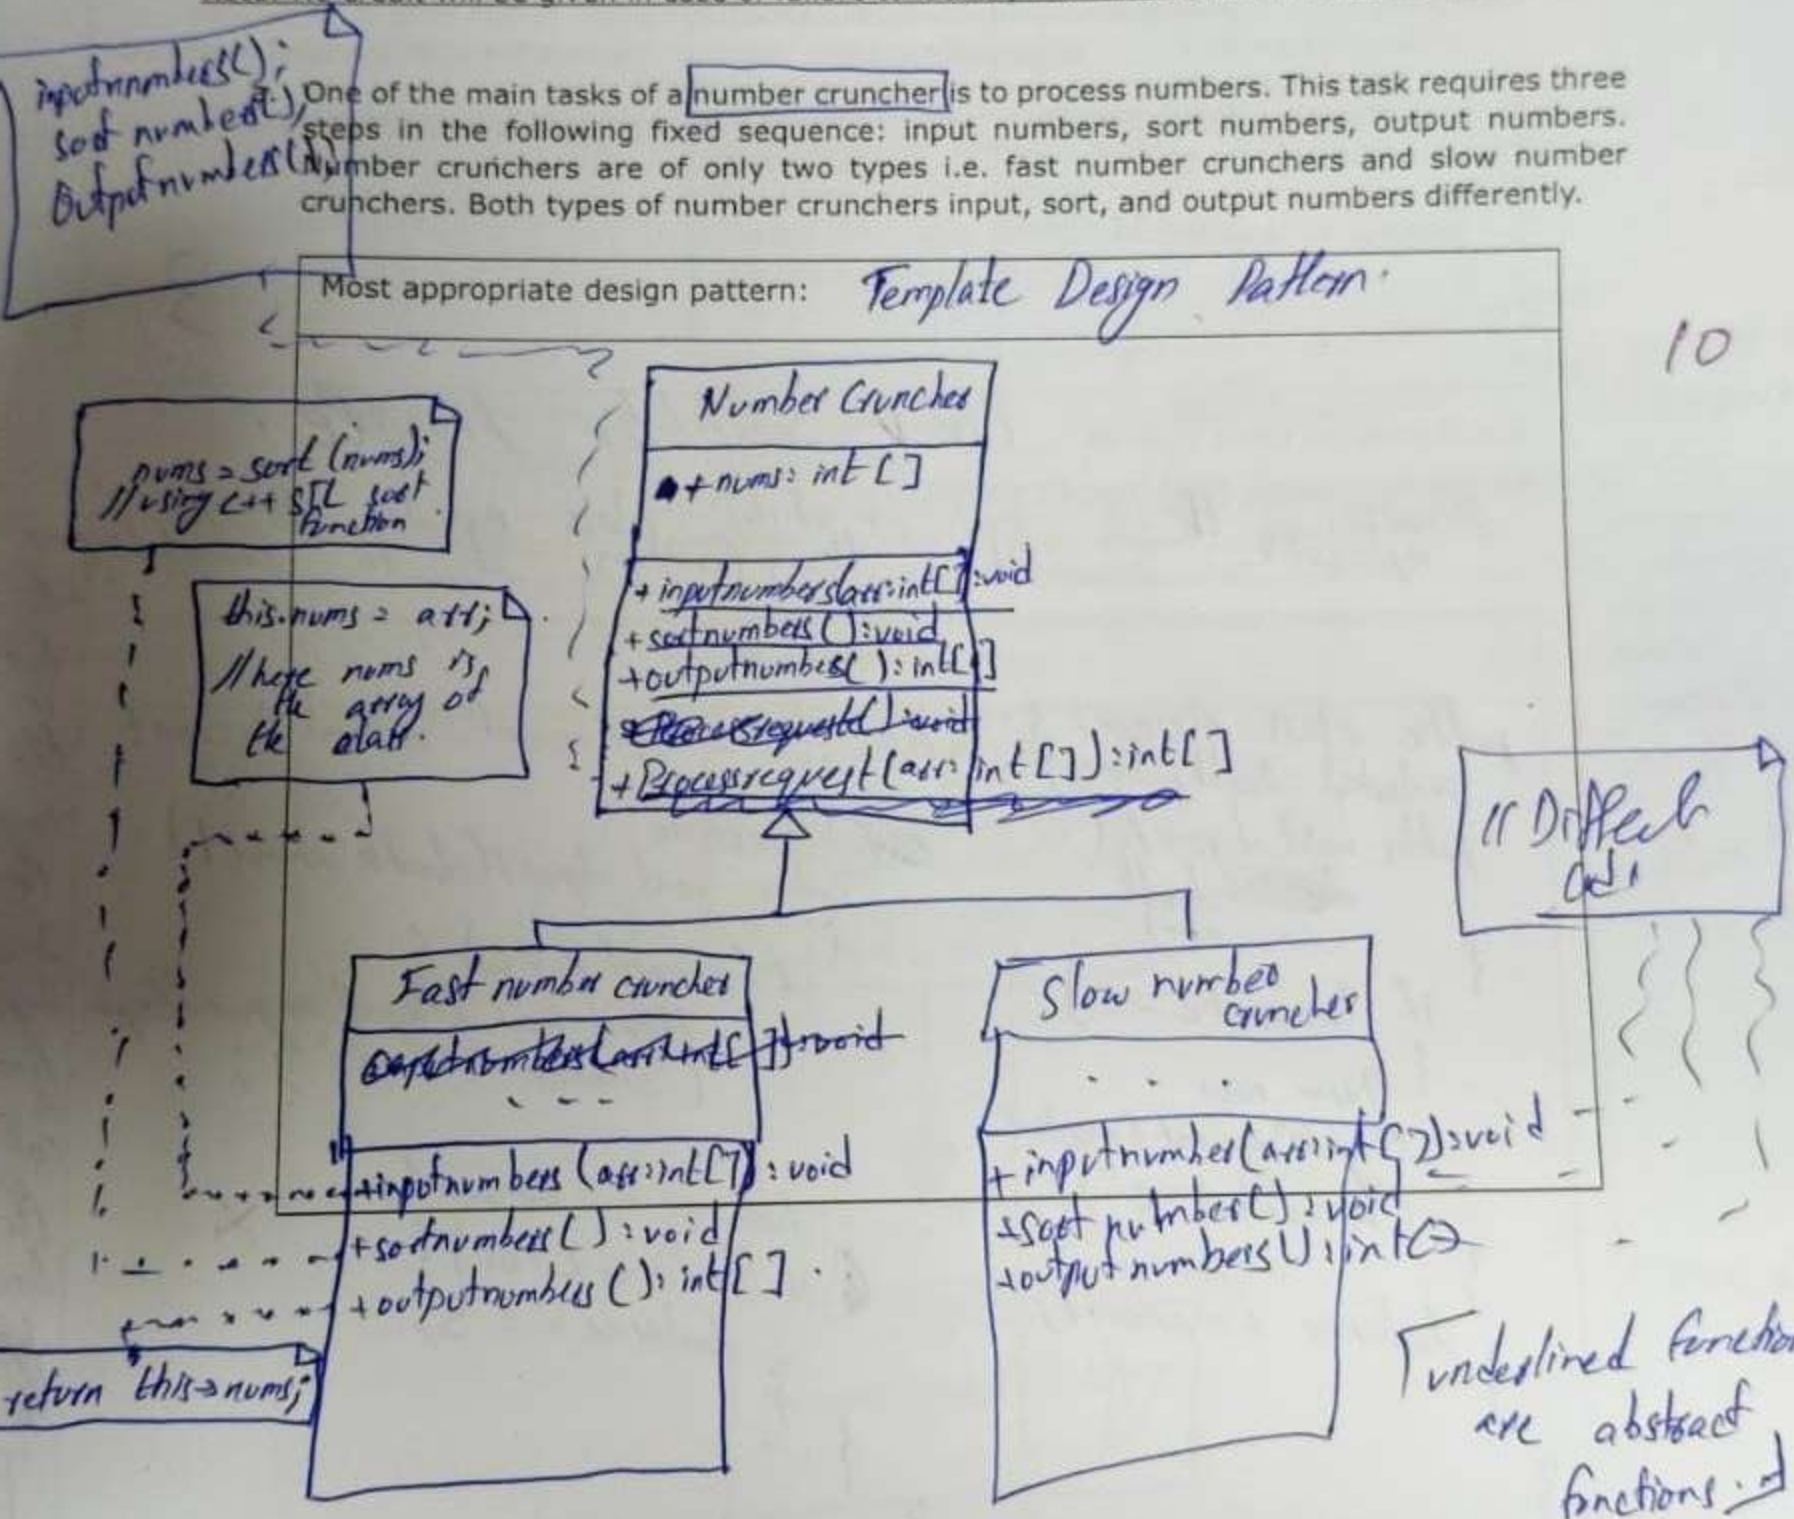 inputnumbers();
sort numbers();
Outputnumbers();
One of the main tasks of a number cruncher is to process numbers. This task requires three
steps in the following fixed sequence: input numbers, sort numbers, output numbers.
Number crunchers are of only two types i.e. fast number crunchers and slow number
crunchers. Both types of number crunchers input, sort, and output numbers differently.
Most appropriate design pattern: Template Design Pattern.
10
Number Cruncher
+ nums: int []
+ inputnumbers(arr:int[]):void
+ sortnumbers():void
+outputnumbers():int[]
+Processrequest(arr:int[]):int[]
nums = sort (nums);
//using C++ STL sort
function
this.nums = arr;
//here nums is
the array of
the class.
// Different
Fast number cruncher
- - -
+inputnumbers (arr:int[]): void
+sortnumbers(): void
+outputnumbers(): int[]
return this->nums;
Slow number
cruncher
. . .
+inputnumber(arr:int[]):void
+sort number(): void
+output numbers():int[]
underlined function
are abstract
functions.